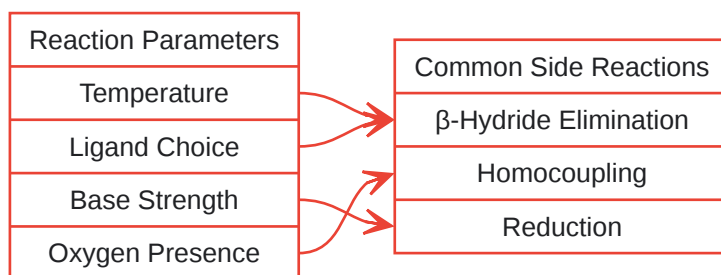 Reaction Parameters
Temperature
Ligand Choice
Base Strength
Oxygen Presence
Common Side Reactions
β-Hydride Elimination
Homocoupling
Reduction